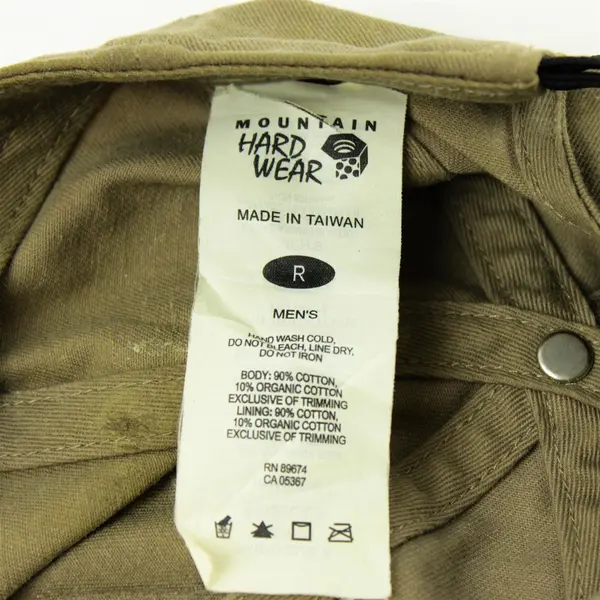 MOUNTAIN
HARD
WEAR
MADE IN TAIWAN
R
MEN'S
HAND WASH COLD,
DO NOT BLEACH, LINE DRY,
DO NOT IRON
BODY: 90% COTTON,
10% ORGANIC COTTON
EXCLUSIVE OF TRIMMING
LINING: 90% COTTON,
10% ORGANIC COTTON
EXCLUSIVE OF TRIMMING
RN 89674
CA 05367